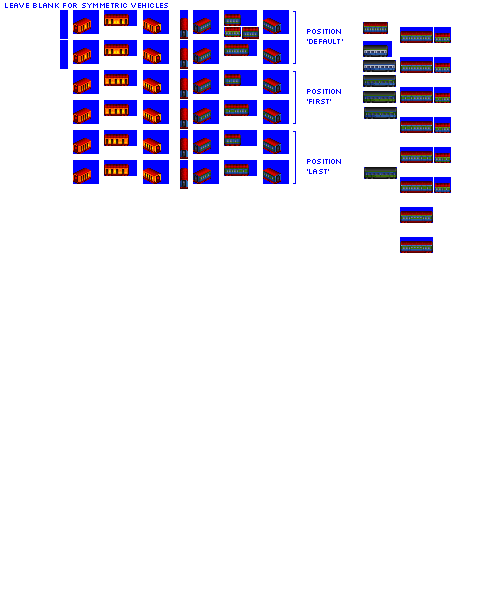 LEAVE BLANK FOR SYMMETRIC VEHICLES
POSITION
'DEFAULT'
POSITION
'FIRST'
POSITION
'LAST'